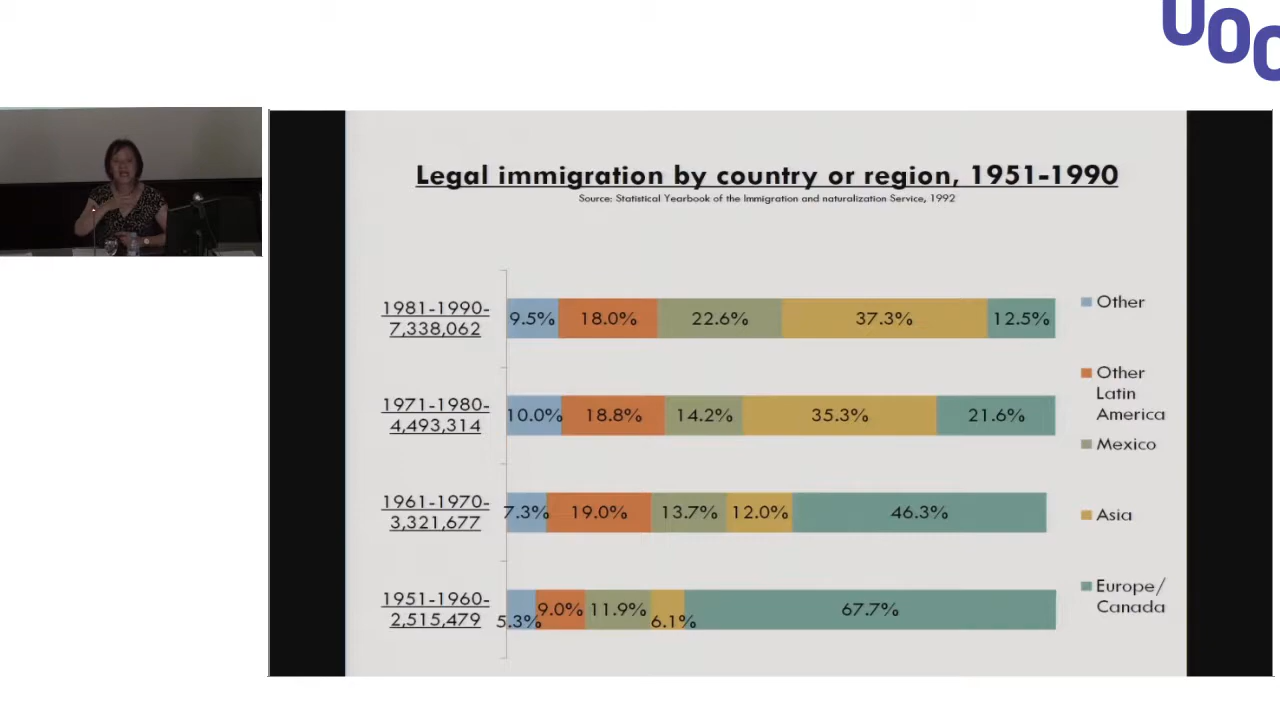 UOC
Legal immigration by country or region, 1951-1990
Source: Statistical Yearbook of the Immigration and naturalization Service, 1992
1981-1990-
7,338,062
9.5% 18.0% 22.6% 37.3% 12.5%
1971-1980-
4,493,314
10.0% 18.8% 14.2% 35.3% 21.6%
1961-1970-
3,321,677
7.3% 19.0% 13.7% 12.0% 46.3%
1951-1960-
2,515,479
5.3% 9.0% 11.9% 6.1% 67.7%
Other
Other
Latin
America
Mexico
Asia
Europe/
Canada